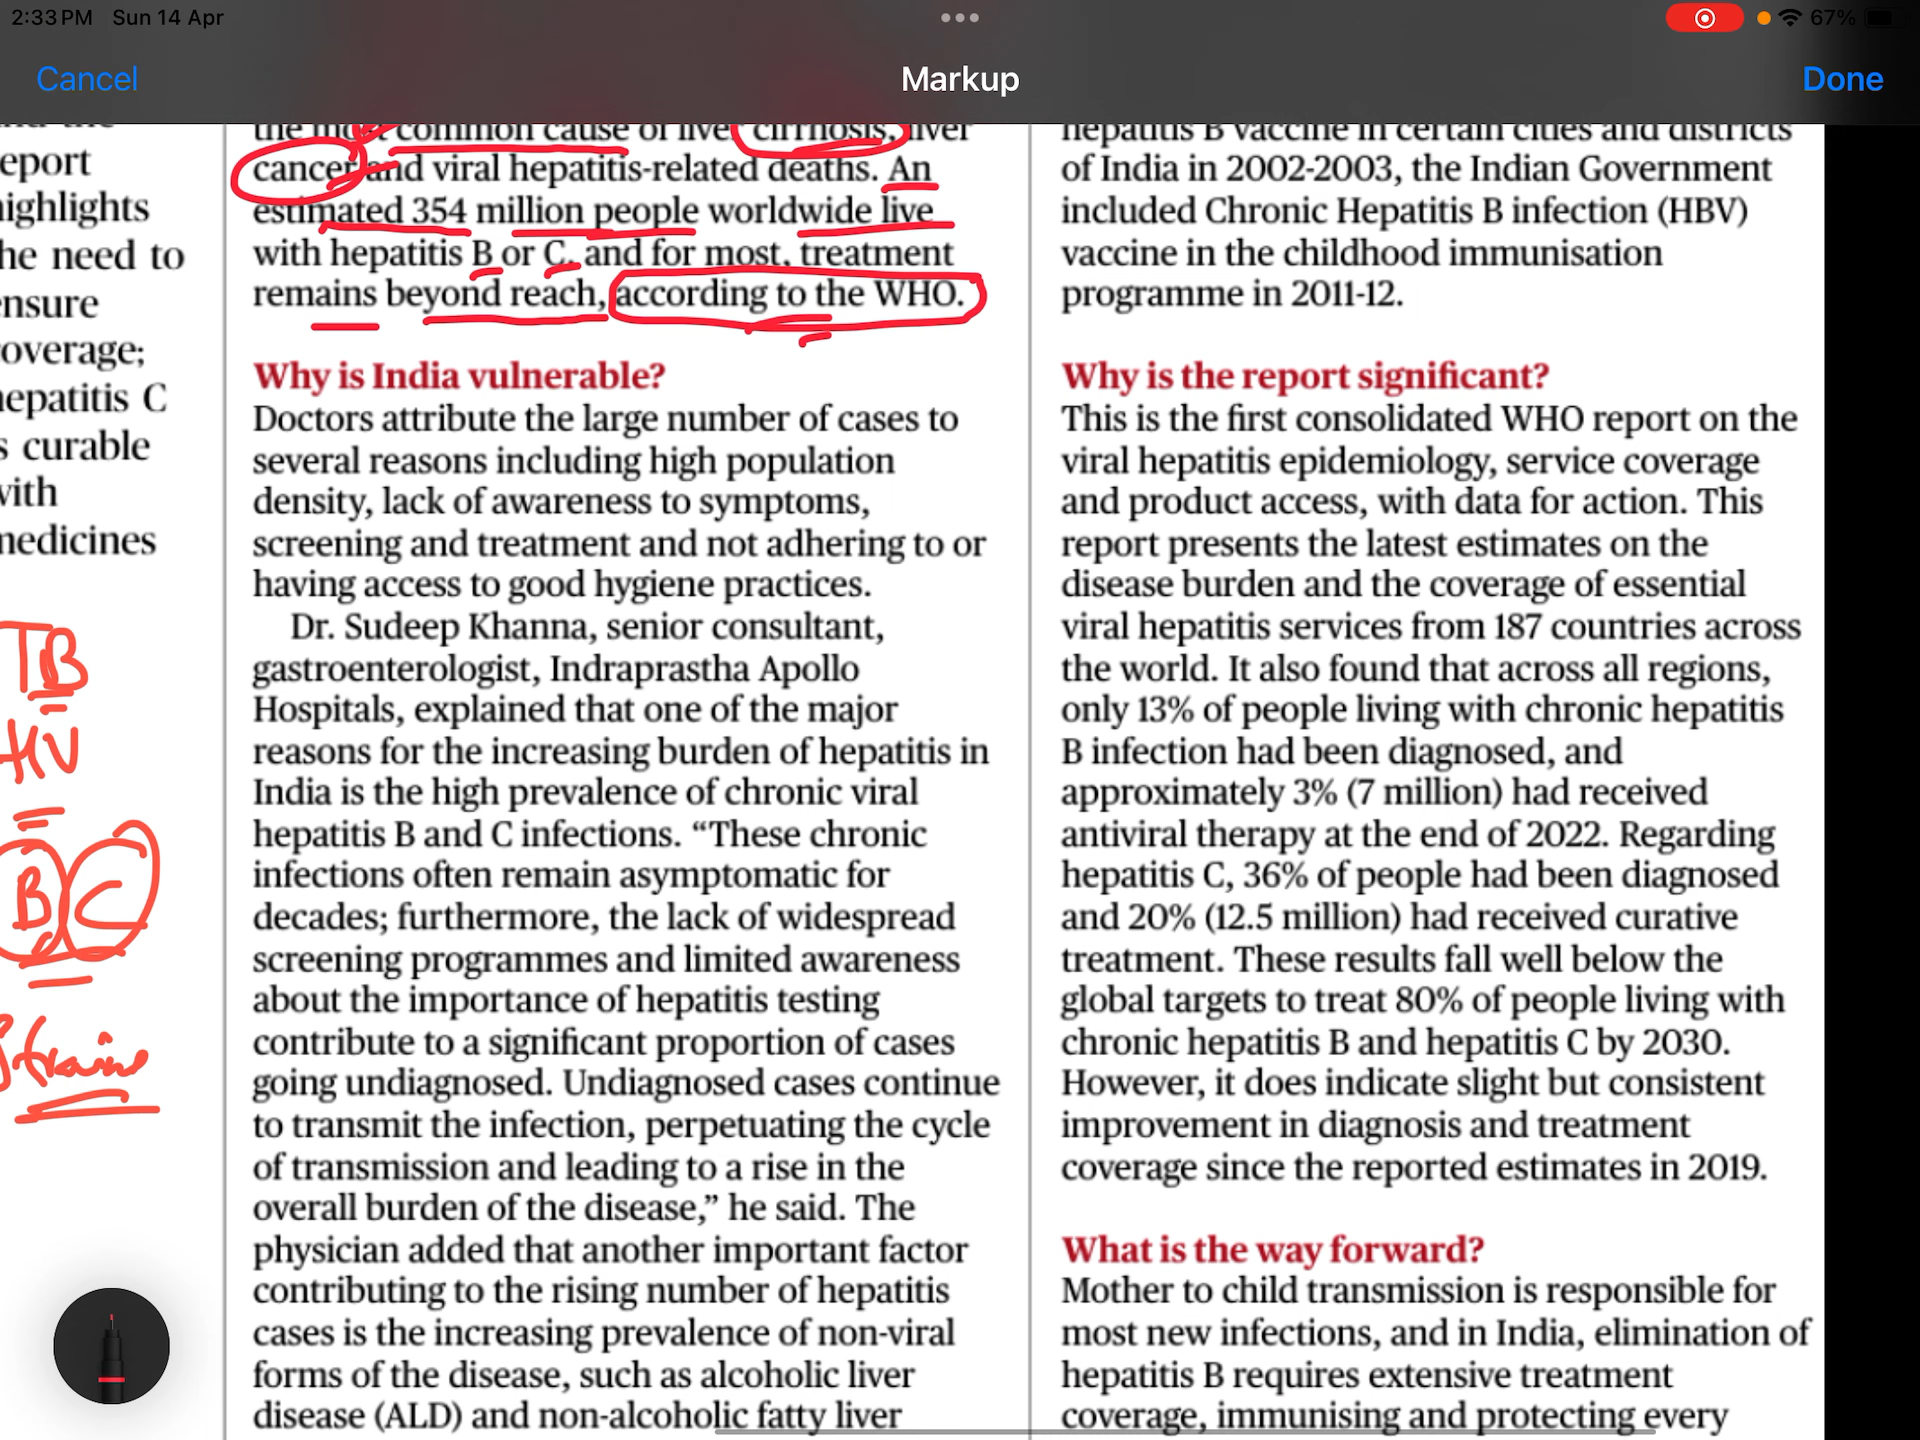 2:33 PM Sun 14 Apr
67%
Cancel
Markup
Done
eport
highlights
he need to
ensure
overage;
hepatitis C
s curable
with
medicines
TB
HIV
B C
Strains
the most common cause of liver cirrhosis, liver
cancer and viral hepatitis-related deaths. An
estimated 354 million people worldwide live
with hepatitis B or C, and for most, treatment
remains beyond reach, according to the WHO.
Why is India vulnerable?
Doctors attribute the large number of cases to
several reasons including high population
density, lack of awareness to symptoms,
screening and treatment and not adhering to or
having access to good hygiene practices.
Dr. Sudeep Khanna, senior consultant,
gastroenterologist, Indraprastha Apollo
Hospitals, explained that one of the major
reasons for the increasing burden of hepatitis in
India is the high prevalence of chronic viral
hepatitis B and C infections. “These chronic
infections often remain asymptomatic for
decades; furthermore, the lack of widespread
screening programmes and limited awareness
about the importance of hepatitis testing
contribute to a significant proportion of cases
going undiagnosed. Undiagnosed cases continue
to transmit the infection, perpetuating the cycle
of transmission and leading to a rise in the
overall burden of the disease,” he said. The
physician added that another important factor
contributing to the rising number of hepatitis
cases is the increasing prevalence of non-viral
forms of the disease, such as alcoholic liver
disease (ALD) and non-alcoholic fatty liver
hepatitis B vaccine in certain cities and districts
of India in 2002-2003, the Indian Government
included Chronic Hepatitis B infection (HBV)
vaccine in the childhood immunisation
programme in 2011-12.
Why is the report significant?
This is the first consolidated WHO report on the
viral hepatitis epidemiology, service coverage
and product access, with data for action. This
report presents the latest estimates on the
disease burden and the coverage of essential
viral hepatitis services from 187 countries across
the world. It also found that across all regions,
only 13% of people living with chronic hepatitis
B infection had been diagnosed, and
approximately 3% (7 million) had received
antiviral therapy at the end of 2022. Regarding
hepatitis C, 36% of people had been diagnosed
and 20% (12.5 million) had received curative
treatment. These results fall well below the
global targets to treat 80% of people living with
chronic hepatitis B and hepatitis C by 2030.
However, it does indicate slight but consistent
improvement in diagnosis and treatment
coverage since the reported estimates in 2019.
What is the way forward?
Mother to child transmission is responsible for
most new infections, and in India, elimination of
hepatitis B requires extensive treatment
coverage, immunising and protecting every